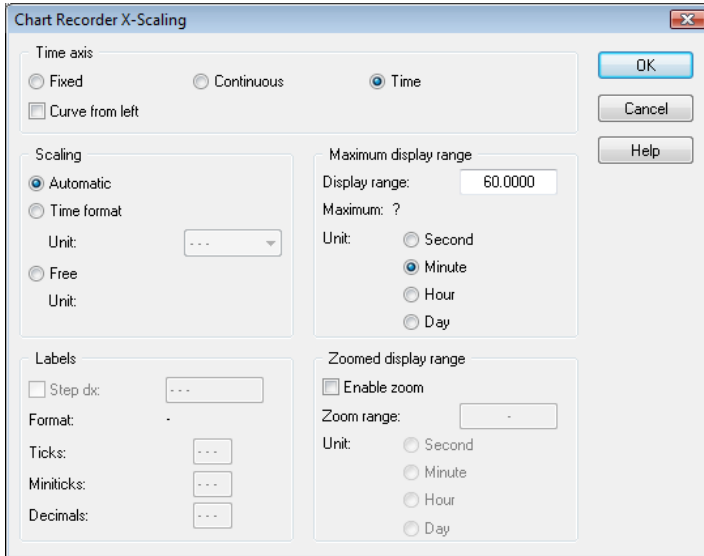 Chart Recorder X-Scaling
Time axis
Fixed
Continuous
Time
Curve from left
OK
Cancel
Help
Scaling
Automatic
Time format
Unit:
---
Free
Unit:
Maximum display range
Display range:
60.0000
Maximum: ?
Unit:
Second
Minute
Hour
Day
Labels
Step dx:
---
Format:
-
Ticks:
---
Miniticks:
---
Decimals:
---
Zoomed display range
Enable zoom
Zoom range:
-
Unit:
Second
Minute
Hour
Day